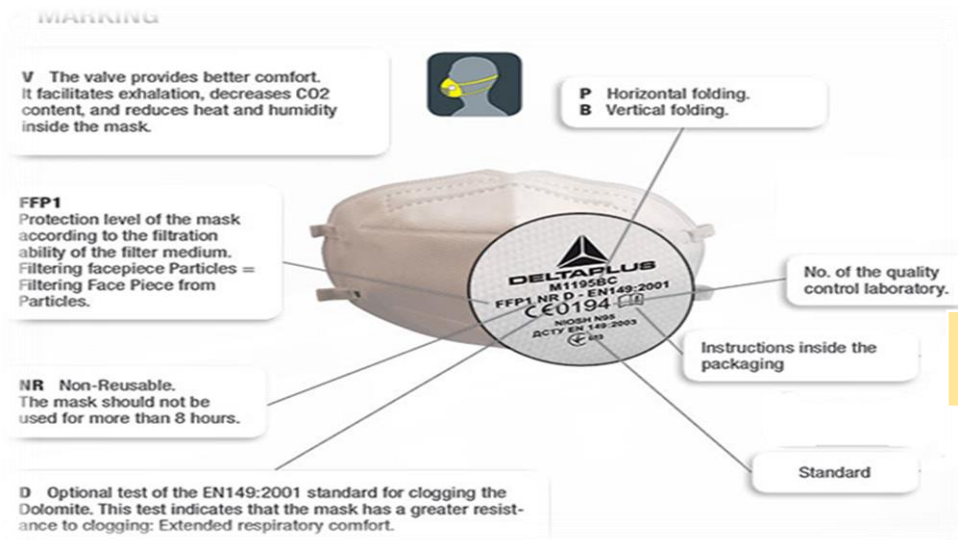 MARKING
V The valve provides better comfort.
It facilitates exhalation, decreases CO2
content, and reduces heat and humidity
inside the mask.
P Horizontal folding.
B Vertical folding.
FFP1
Protection level of the mask
according to the filtration
ability of the filter medium.
Filtering facepiece Particles =
Filtering Face Piece from
Particles.
DELTAPLUS
M1195BC
FFP1 NR D - EN149:2001
CE0194
NIOSH N95
ДСТУ EN 149:2003
No. of the quality
control laboratory.
Instructions inside the
packaging
NR Non-Reusable.
The mask should not be
used for more than 8 hours.
Standard
D Optional test of the EN149:2001 standard for clogging the
Dolomite. This test indicates that the mask has a greater resist-
ance to clogging: Extended respiratory comfort.